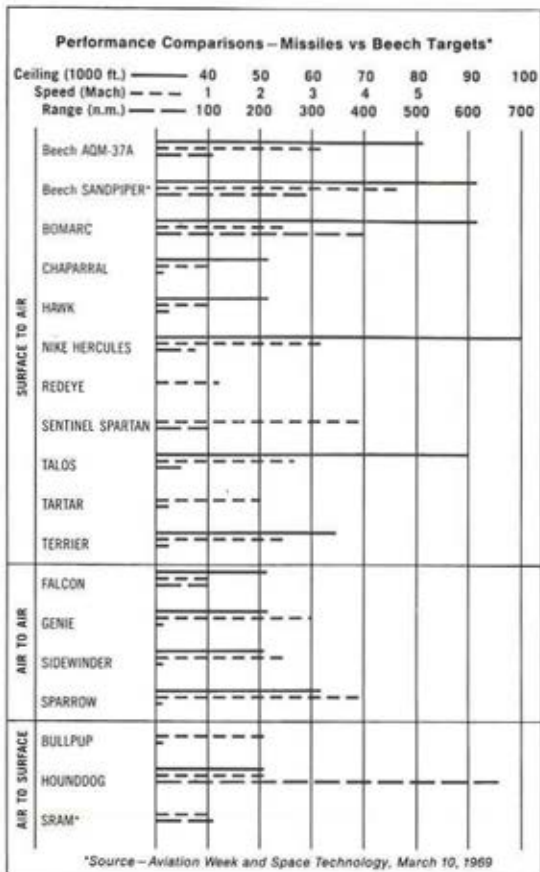 Performance Comparisons – Missiles vs Beech Targets*
Ceiling (1000 ft.) 40 50 60 70 80 90 100
Speed (Mach) 1 2 3 4 5
Range (n.m.) 100 200 300 400 500 600 700
SURFACE TO AIR
Beech AQM-37A
Beech SANDPIPER*
BOMARC
CHAPARRAL
HAWK
NIKE HERCULES
REDEYE
SENTINEL SPARTAN
TALOS
TARTAR
TERRIER
AIR TO AIR
FALCON
GENIE
SIDEWINDER
SPARROW
AIR TO SURFACE
BULLPUP
HOUNDDOG
SRAM*
*Source – Aviation Week and Space Technology, March 10, 1969